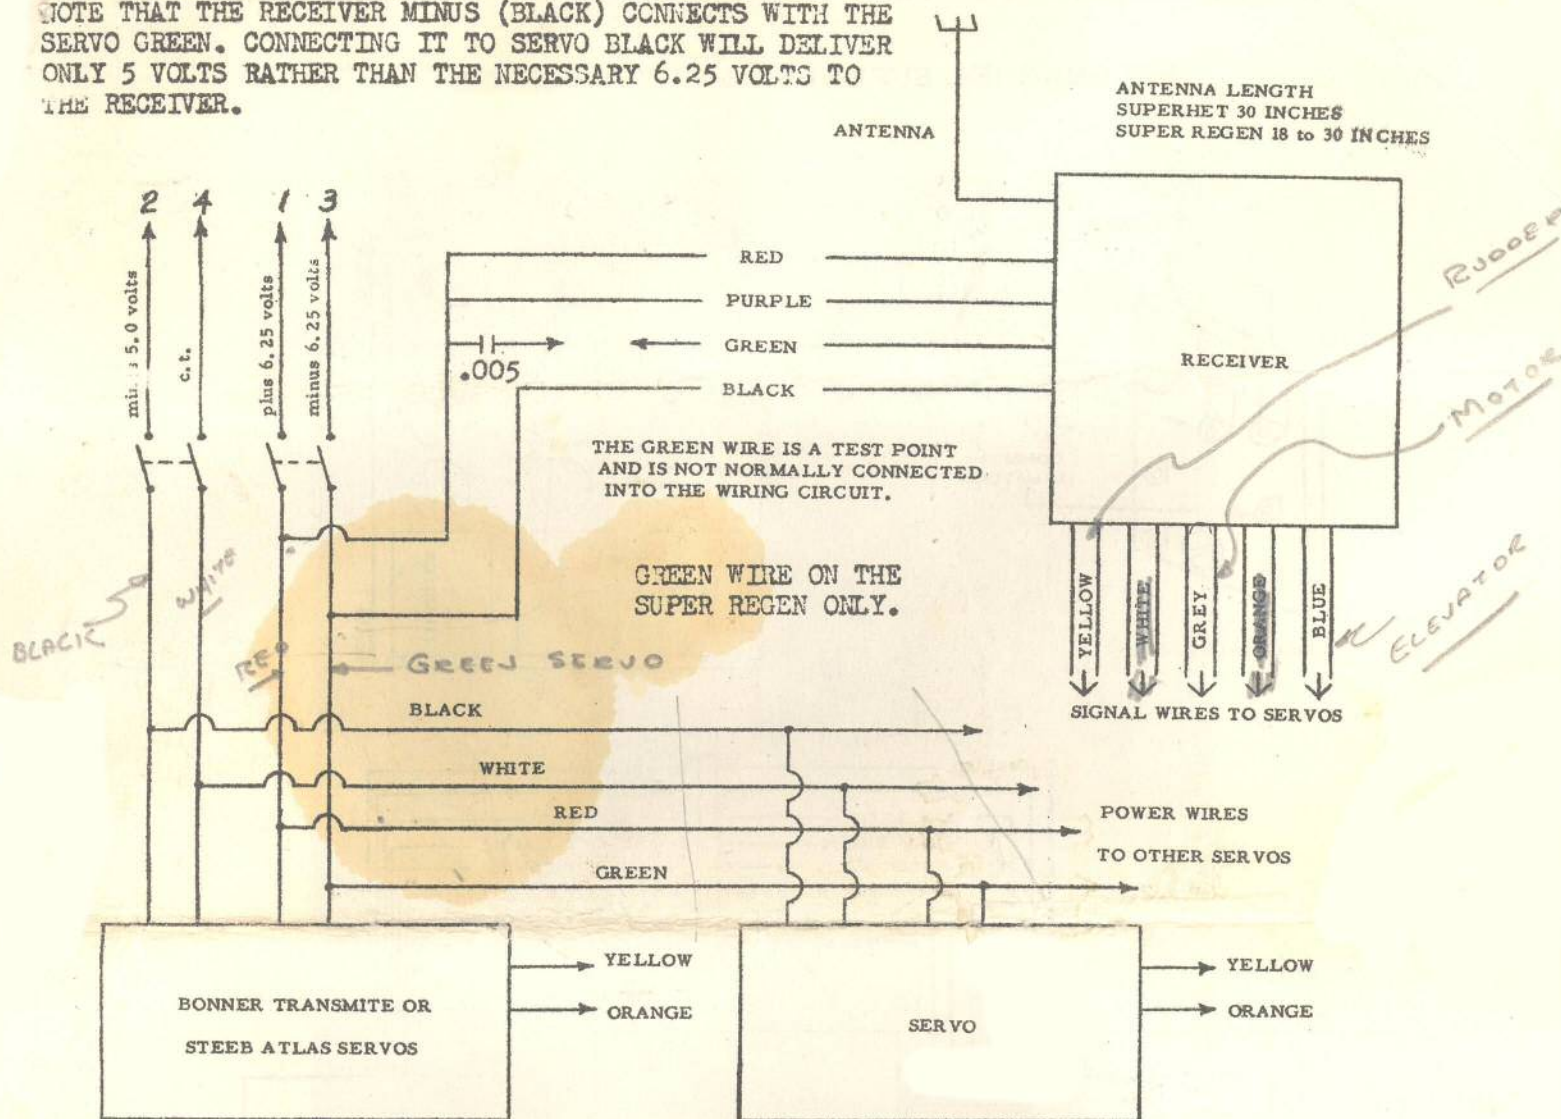 NOTE THAT THE RECEIVER MINUS (BLACK) CONNECTS WITH THE
SERVO GREEN. CONNECTING IT TO SERVO BLACK WILL DELIVER
ONLY 5 VOLTS RATHER THAN THE NECESSARY 6.25 VOLTS TO
THE RECEIVER.
ANTENNA
ANTENNA LENGTH
SUPERHET 30 INCHES
SUPER REGEN 18 to 30 INCHES
2 4 1 3
minus 5.0 volts
c.t.
plus 6.25 volts
minus 6.25 volts
RED
PURPLE
GREEN
.005
BLACK
RECEIVER
RUDDER
MOTOR
THE GREEN WIRE IS A TEST POINT
AND IS NOT NORMALLY CONNECTED
INTO THE WIRING CIRCUIT.
GREEN WIRE ON THE
SUPER REGEN ONLY.
YELLOW
WHITE
GREY
ORANGE
BLUE
ELEVATOR
SIGNAL WIRES TO SERVOS
BLACK
WHITE
RED
GREEN SERVO
BLACK
WHITE
RED
GREEN
POWER WIRES
TO OTHER SERVOS
BONNER TRANSMITE OR
STEEB ATLAS SERVOS
YELLOW
ORANGE
SERVO
YELLOW
ORANGE